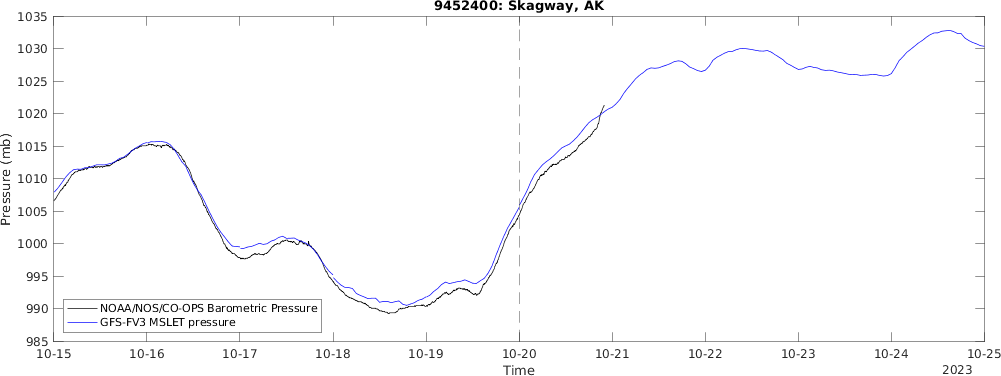 9452400: Skagway, AK
1035
1030
1025
1020
1015
1010
1005
1000
995
990
985
Pressure (mb)
NOAA/NOS/CO-OPS Barometric Pressure
GFS-FV3 MSLET pressure
10-15 10-16 10-17 10-18 10-19 10-20 10-21 10-22 10-23 10-24 10-25
Time
2023